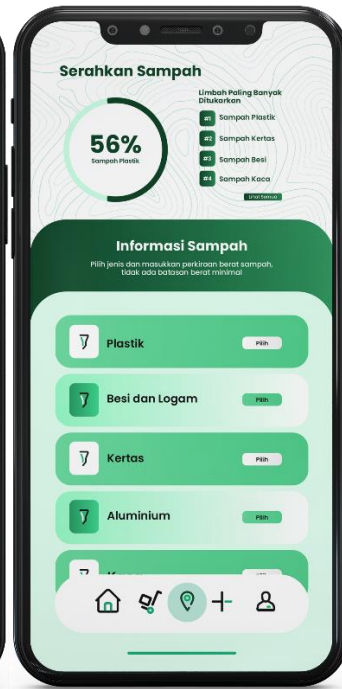 Serahkan Sampah
56%
Sampah Plastik
Limbah Paling Banyak
Ditukarkan
#1 Sampah Plastik
#2 Sampah Kertas
#3 Sampah Besi
#4 Sampah Kaca
Lihat Semua
Informasi Sampah
Pilih jenis dan masukkan perkiraan berat sampah,
tidak ada batasan berat minimal
Plastik Pilih
Besi dan Logam Pilih
Kertas Pilih
Aluminium Pilih